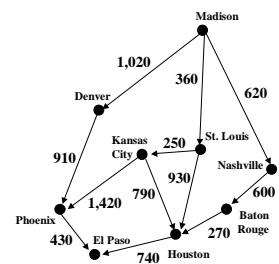 Madison
1,020
360
620
Denver
Kansas
City
250
St. Louis
Nashville
910
1,420
790
930
600
Baton
Rouge
Phoenix
430
El Paso
740
Houston
270